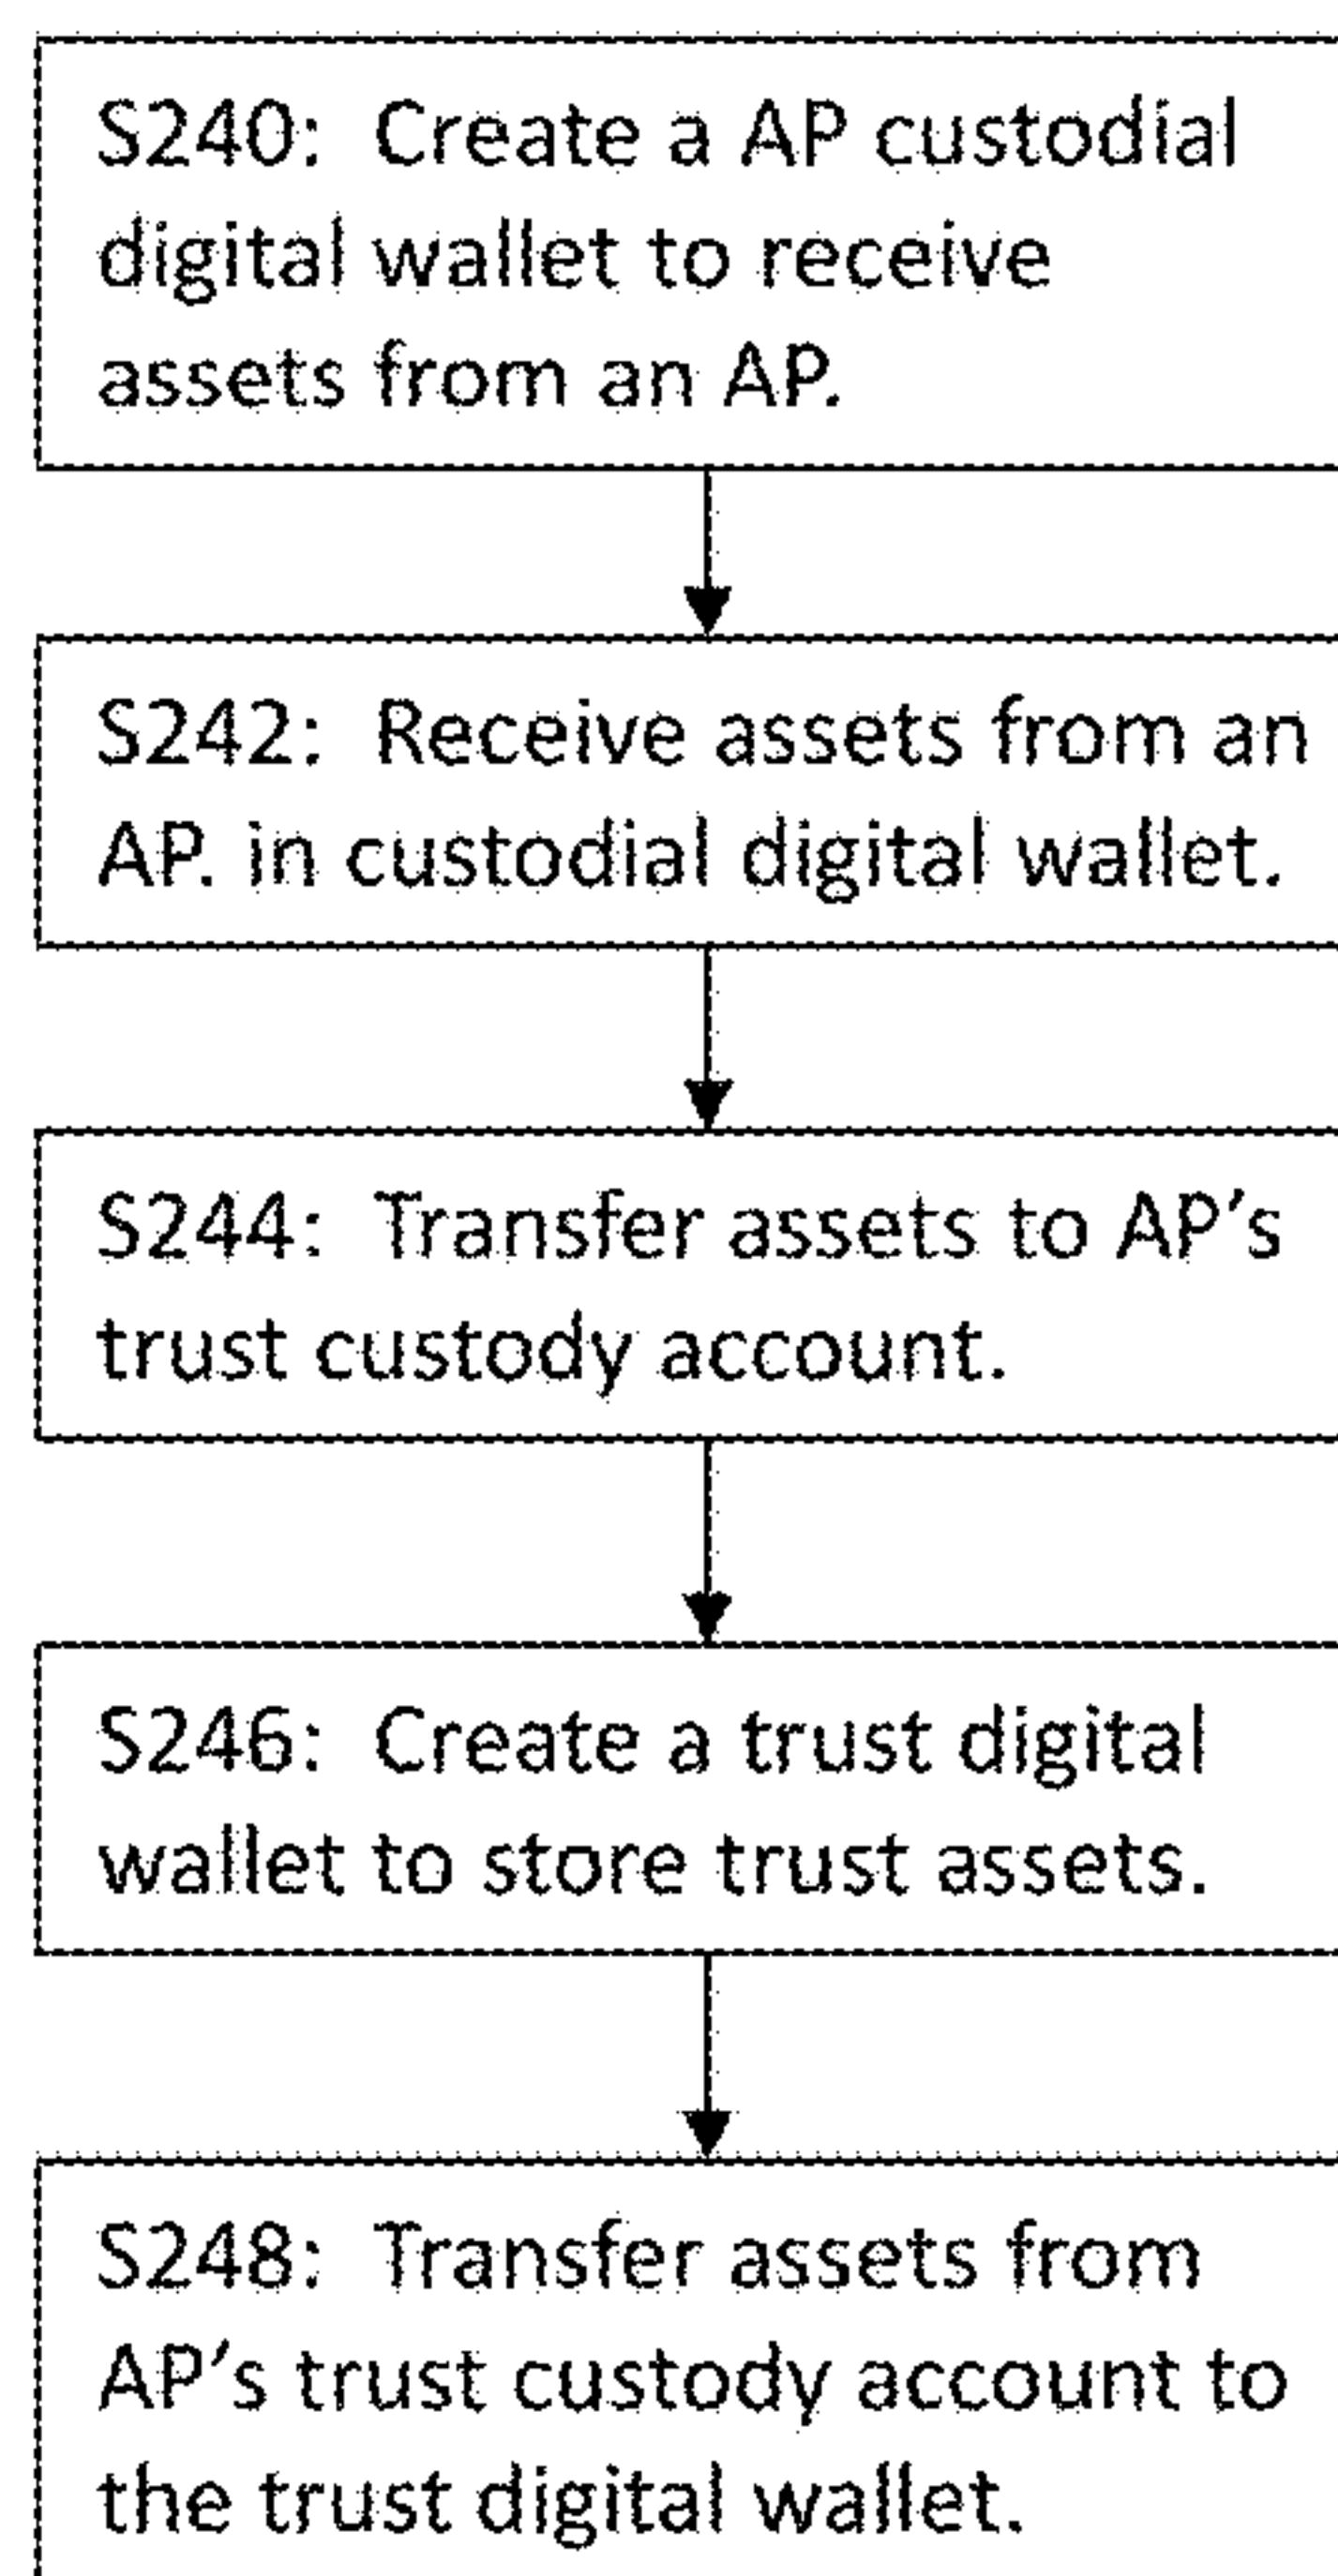 S240: Create a AP custodial
digital wallet to receive
assets from an AP.
S242: Receive assets from an
AP. in custodial digital wallet.
S244: Transfer assets to AP's
trust custody account.
S246: Create a trust digital
wallet to store trust assets.
S248: Transfer assets from
AP's trust custody account to
the trust digital wallet.